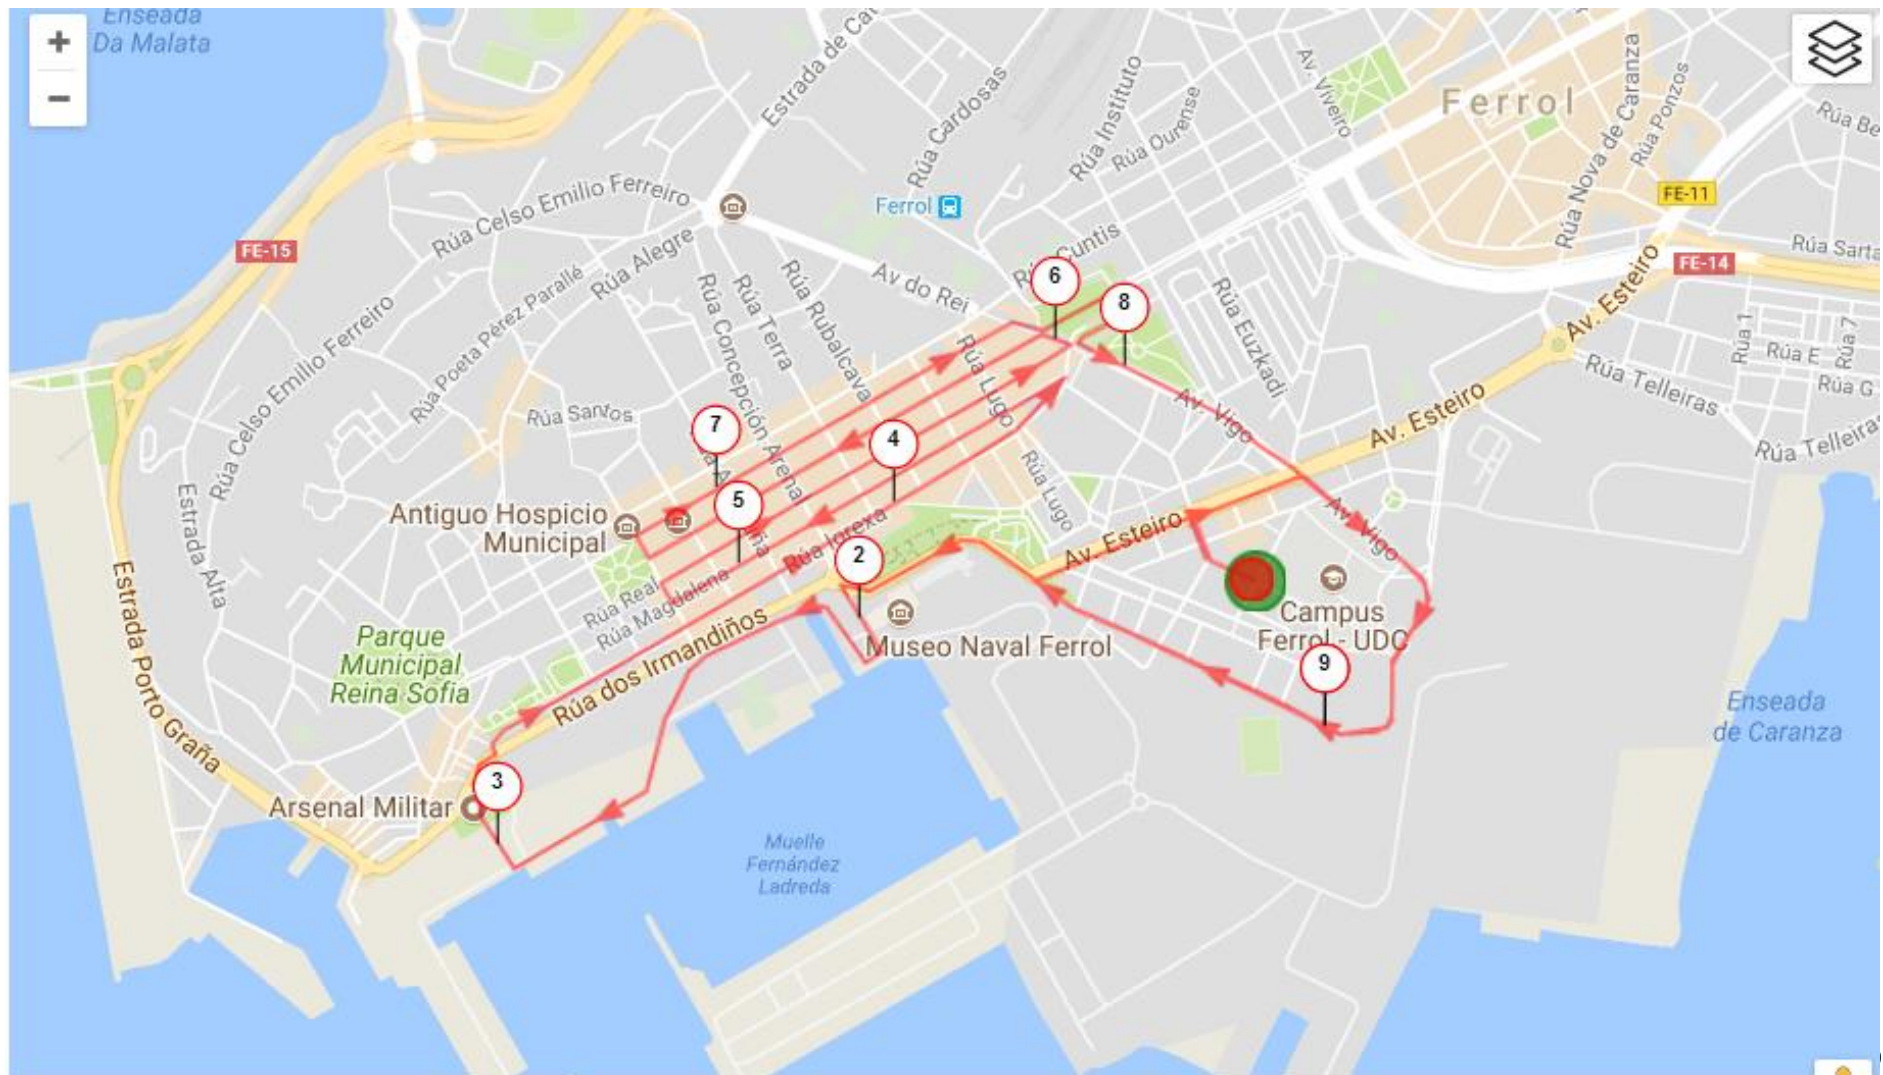 Enseada
Da Malata
+
−
Estrada de Ca
Rúa Cardosas
Rúa Instituto
Rúa Ourense
Av. Viveiro
Ferrol
Rúa Nova de Caranza
Rúa Ponzos
Rúa Be
FE-11
Rúa Celso Emilio Ferreiro
Ferrol
FE-15
Rúa Alegre
Rúa Sarta
FE-14
Rúa Poeta Pérez Parallé
Rúa Concepción Arenal
Rúa Terra
Rúa Rubalcava
Av do Rei
Cuntis
6
8
Rúa Euzkadi
Av. Esteiro
Rúa 1
Rúa 7
Rúa E
Rúa G
Rúa Celso Emilio Ferreiro
Rúa Lugo
Rúa Telleiras
Rúa Santos
Av. Vigo
Av. Esteiro
Rúa Telleiras
7
4
5
Rúa Lugo
Estrada Alta
Antiguo Hospicio
Municipal
Rúa Igrexa
Av. Esteiro
Av. Vigo
2
Rúa Real
Rúa Magdalena
Campus
Ferrol - UDC
Parque
Municipal
Reina Sofia
Estrada Porto Graña
Rúa dos Irmandiños
Museo Naval Ferrol
9
Enseada
de Caranza
3
Arsenal Militar
Muelle
Fernández
Ladreda